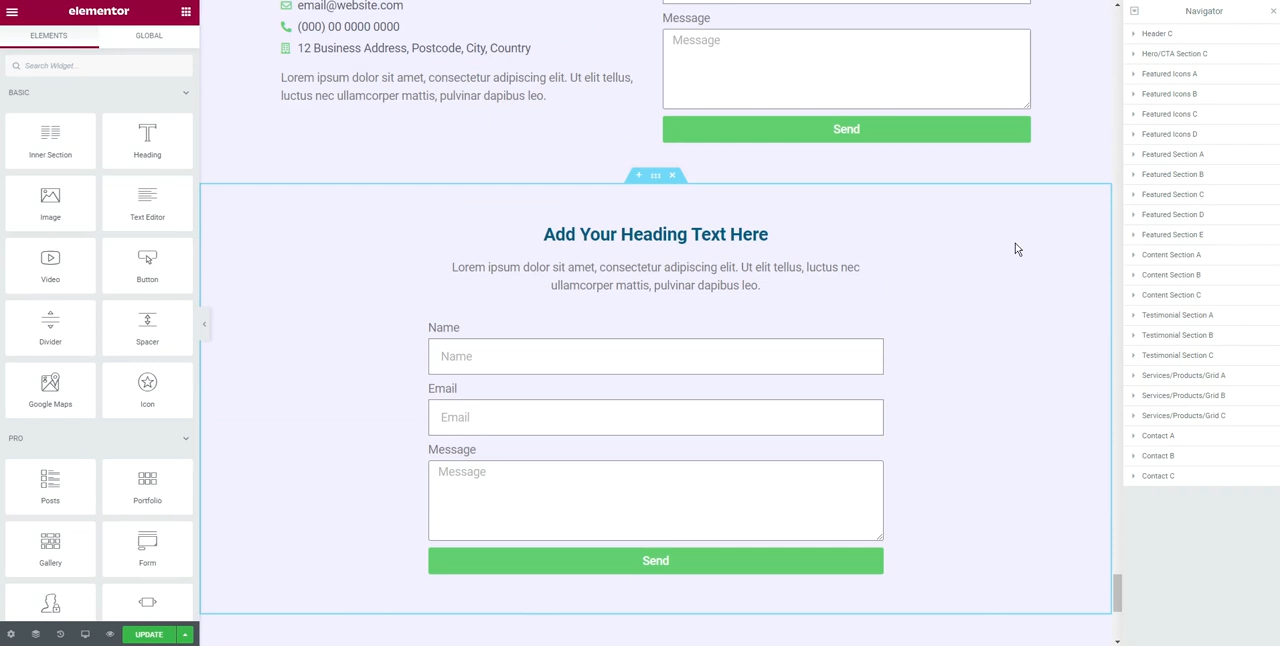 elementor
ELEMENTS
GLOBAL
Search Widget...
BASIC
Inner Section
Heading
Image
Text Editor
Video
Button
Divider
Spacer
Google Maps
Icon
PRO
Posts
Portfolio
Gallery
Form
UPDATE
email@website.com
(000) 00 0000 0000
12 Business Address, Postcode, City, Country
Lorem ipsum dolor sit amet, consectetur adipiscing elit. Ut elit tellus,
luctus nec ullamcorper mattis, pulvinar dapibus leo.
Message
Message
Send
Add Your Heading Text Here
Lorem ipsum dolor sit amet, consectetur adipiscing elit. Ut elit tellus, luctus nec
ullamcorper mattis, pulvinar dapibus leo.
Name
Name
Email
Email
Message
Message
Send
Navigator
Header C
Hero/CTA Section C
Featured Icons A
Featured Icons B
Featured Icons C
Featured Icons D
Featured Section A
Featured Section B
Featured Section C
Featured Section D
Featured Section E
Content Section A
Content Section B
Content Section C
Testimonial Section A
Testimonial Section B
Testimonial Section C
Services/Products/Grid A
Services/Products/Grid B
Services/Products/Grid C
Contact A
Contact B
Contact C